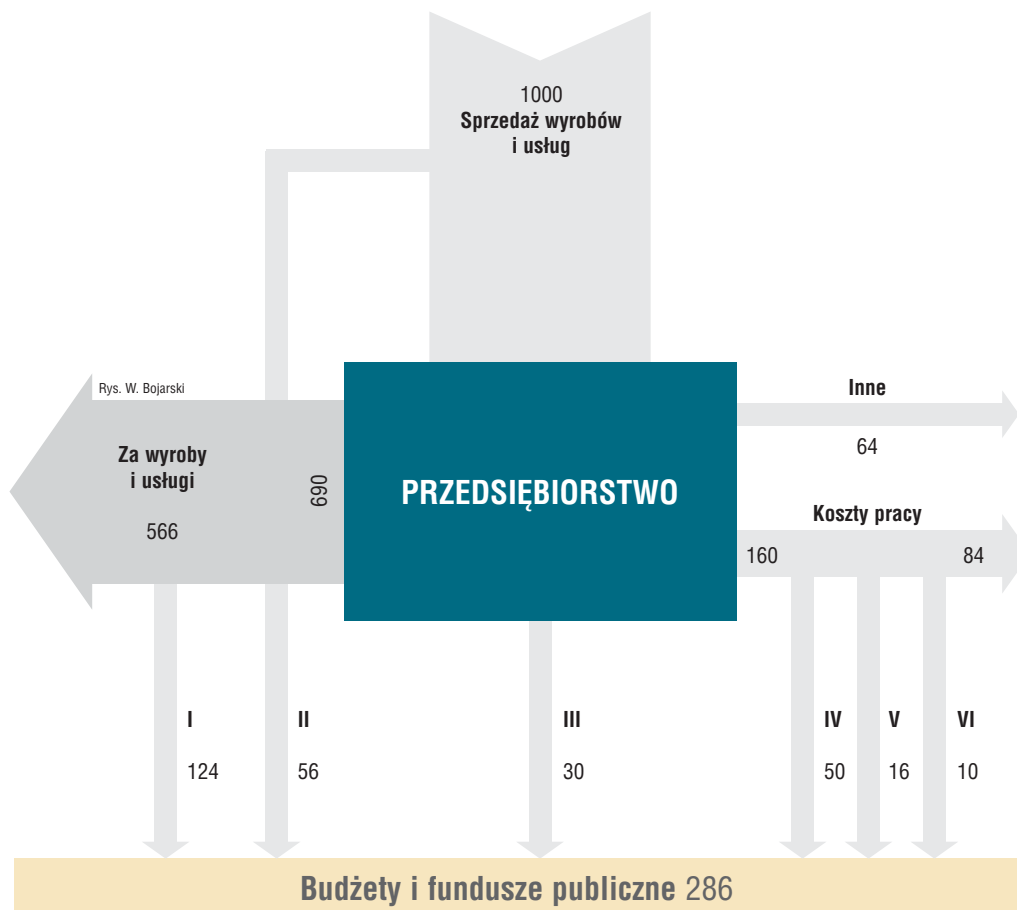 1000
Sprzedaż wyrobów
i usług
Rys. W. Bojarski
Za wyroby
i usługi
566
690
PRZEDSIĘBIORSTWO
Inne
64
Koszty pracy
160
84
I
124
II
56
III
30
IV
50
V
16
VI
10
Budżety i fundusze publiczne 286